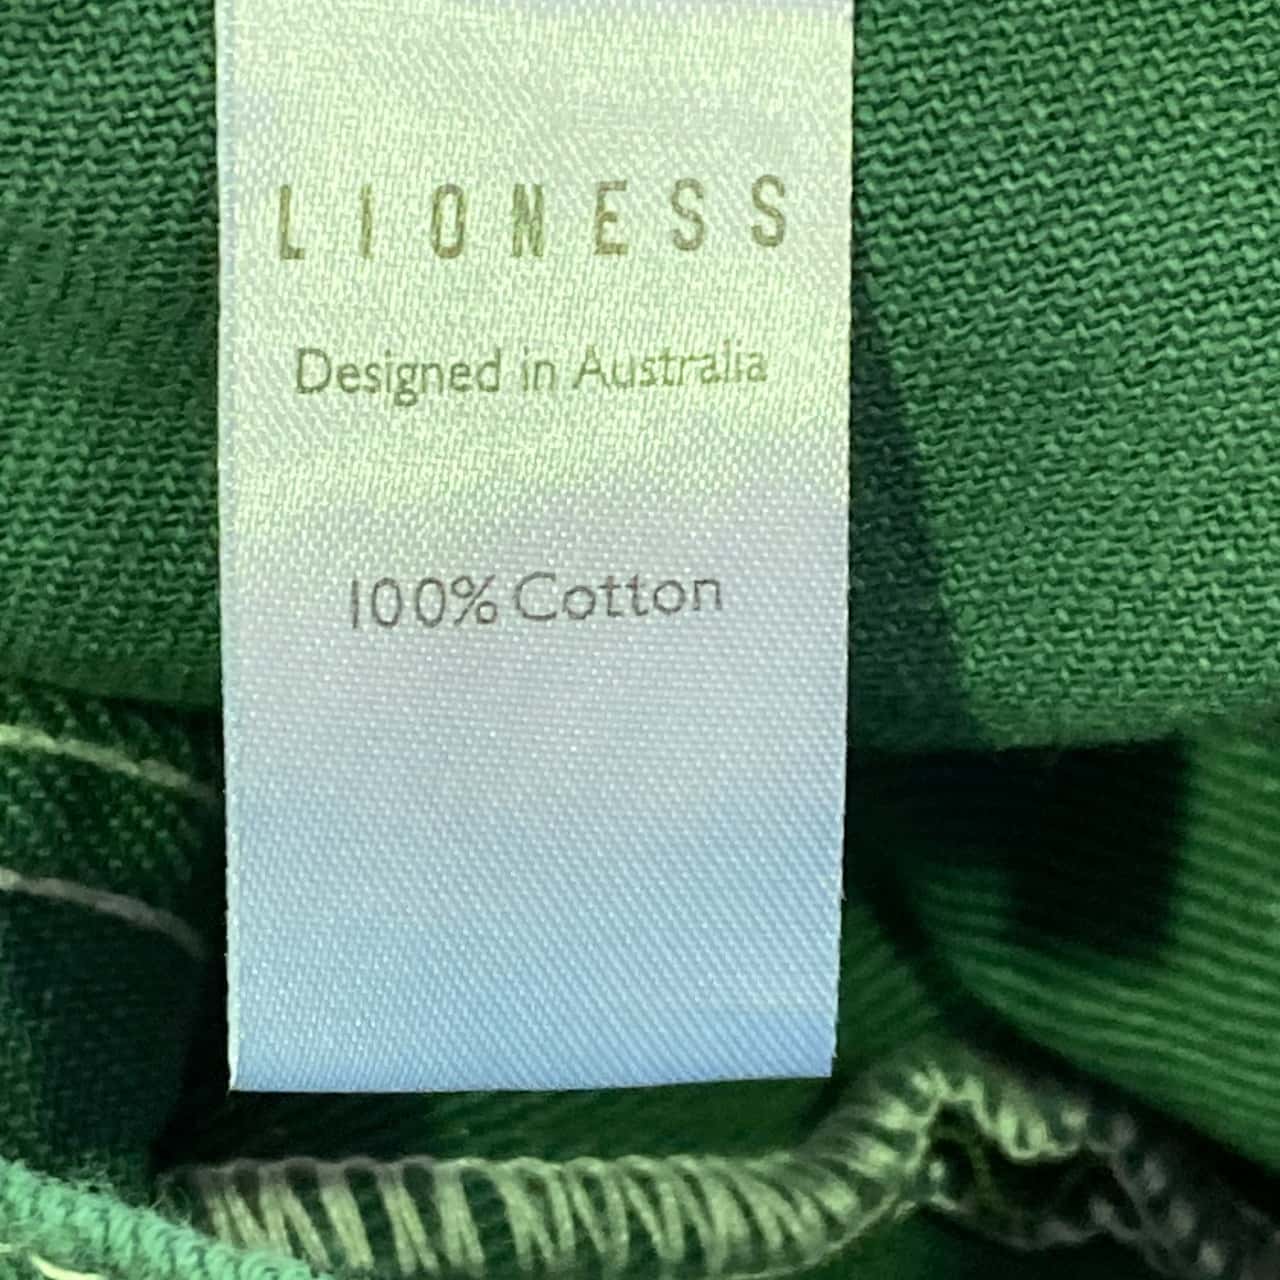 LIONESS
Designed in Australia
100% Cotton